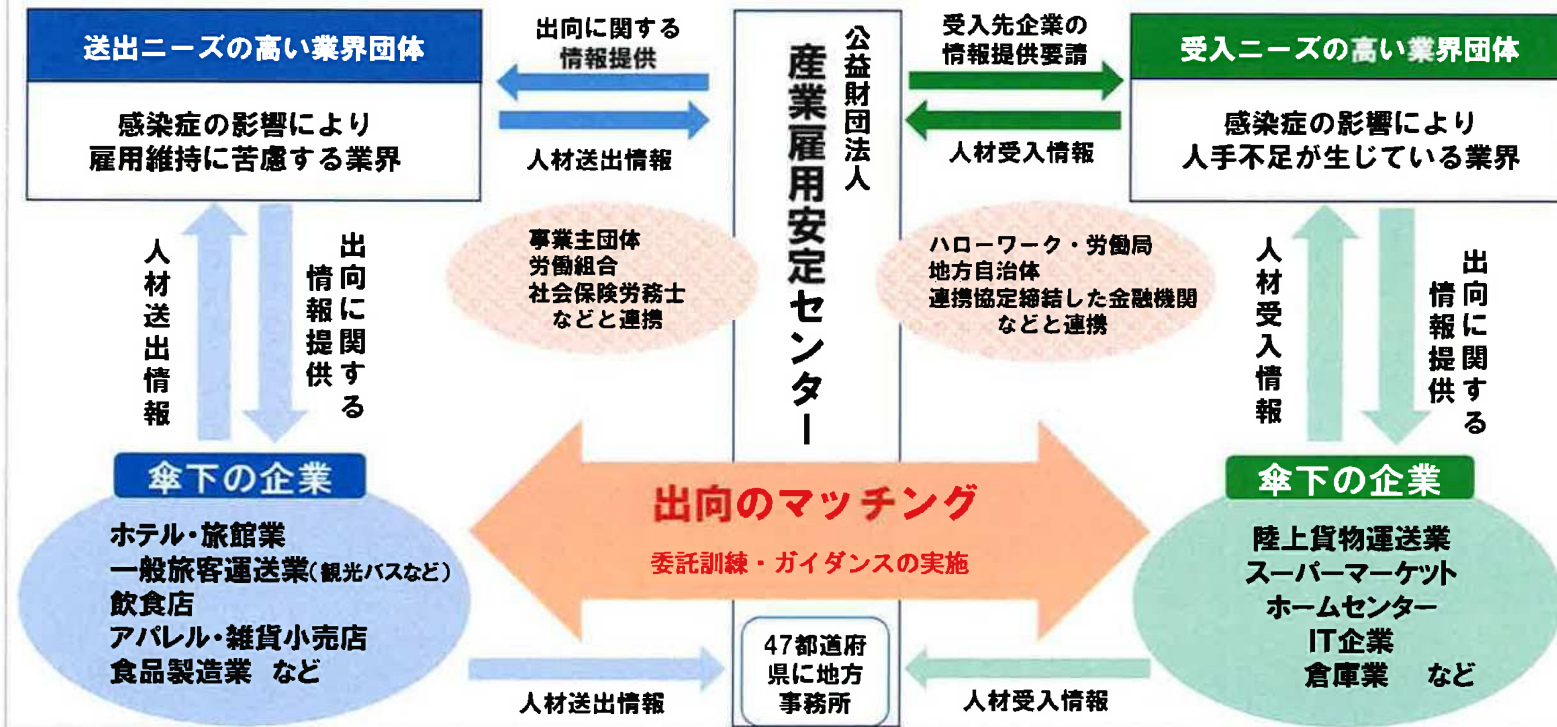 送出ニーズの高い業界団体
感染症の影響により
雇用維持に苦慮する業界
出向に関する
情報提供
人材送出情報
公益財団法人
産業雇用安定センター
受入先企業の
情報提供要請
人材受入情報
受入ニーズの高い業界団体
感染症の影響により
人手不足が生じている業界
人材送出情報
出向に関する
情報提供
事業主団体
労働組合
社会保険労務士
などと連携
ハローワーク・労働局
地方自治体
連携協定締結した金融機関
などと連携
人材受入情報
出向に関する
情報提供
傘下の企業
ホテル・旅館業
一般旅客運送業(観光バスなど)
飲食店
アパレル・雑貨小売店
食品製造業 など
出向のマッチング
委託訓練・ガイダンスの実施
傘下の企業
陸上貨物運送業
スーパーマーケット
ホームセンター
IT企業
倉庫業 など
人材送出情報
47都道府
県に地方
事務所
人材受入情報